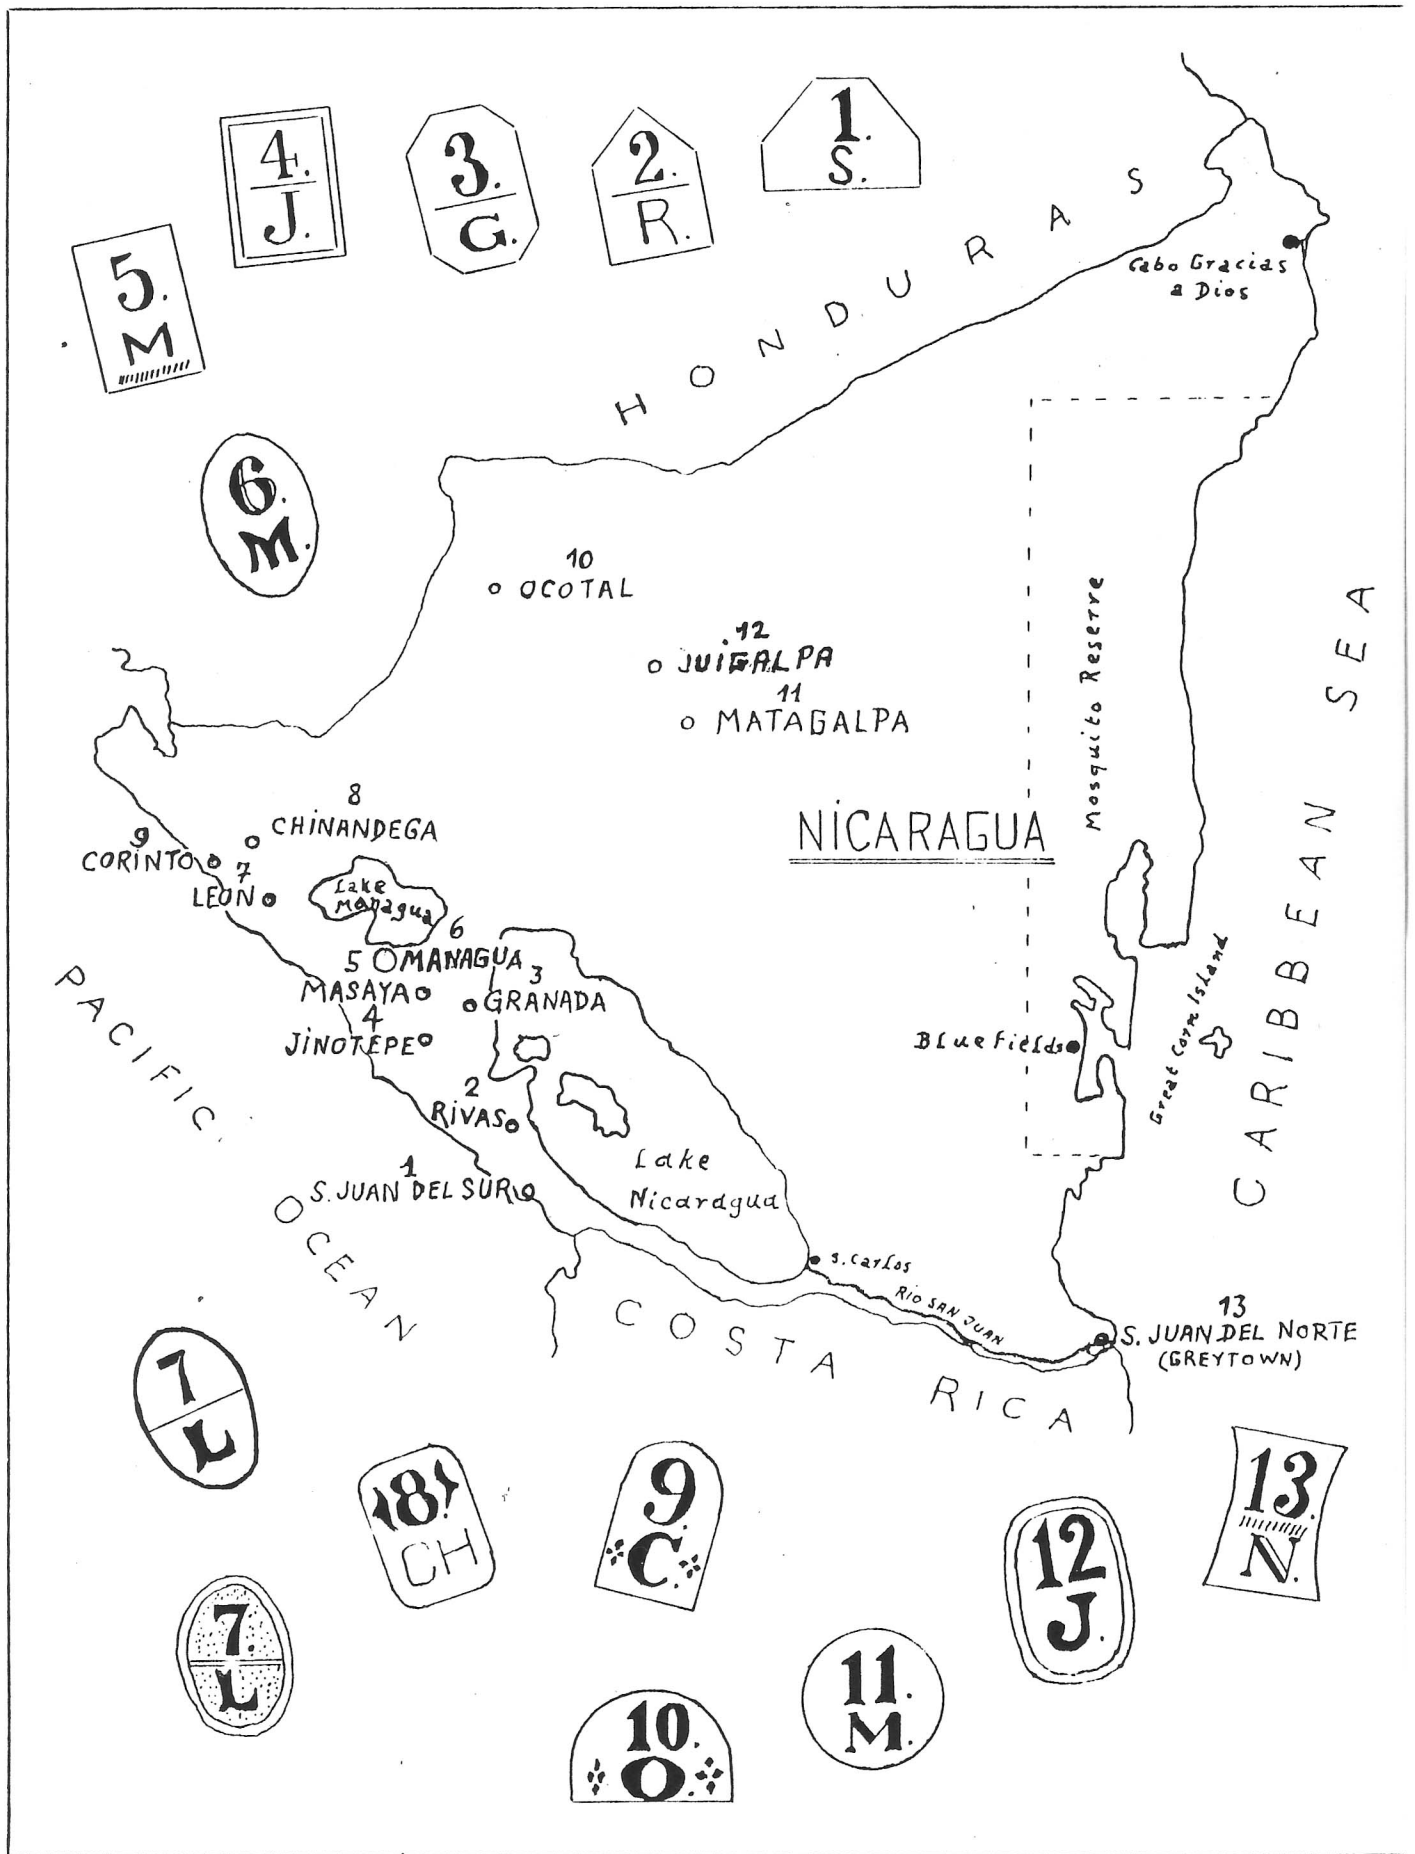 1.
S.
2.
R.
3.
G.
4.
J.
5.
M
6.
M.
HONDURAS
Cabo Gracias
a Dios
10
OCOTAL
12
JUIGALPA
11
MATAGALPA
Mosquito Reserve
CARIBBEAN SEA
NICARAGUA
8
CHINANDEGA
9
CORINTO
7
LEON
Lake
Managua
6
5 MANAGUA
3
MASAYA
GRANADA
4
JINOTEPE
2
RIVAS
1
S. JUAN DEL SUR
Lake
Nicaragua
Bluefields
Great Corn Island
PACIFIC
OCEAN
S. Carlos
RIO SAN JUAN
13
S. JUAN DEL NORTE
(GREYTOWN)
COSTA RICA
7
L
8
CH
9.
C.
12
J.
13.
N.
7.
L
10.
O.
11.
M.